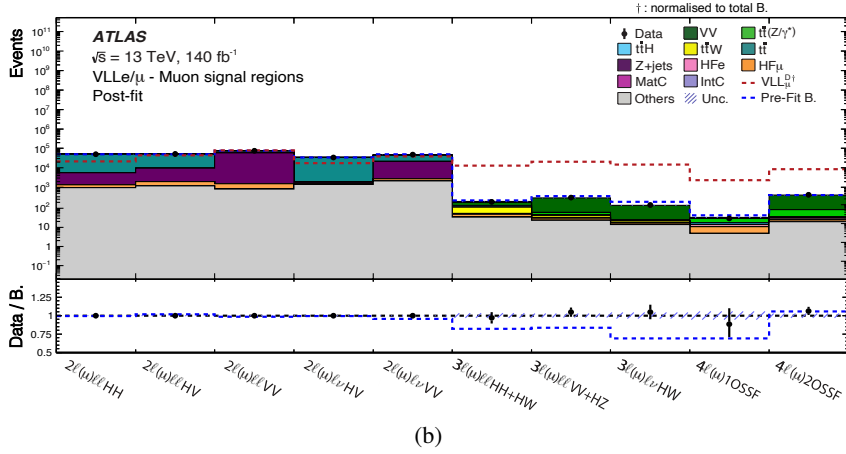 † : normalised to total B.
Events
10¹¹
10¹⁰
10⁹
10⁸
10⁷
10⁶
10⁵
10⁴
10³
10²
10
1
10⁻¹
ATLAS
√s = 13 TeV, 140 fb⁻¹
VLLe/μ - Muon signal regions
Post-fit
Data VV tt̄(Z/γ*)
tt̄H tt̄W tt̄
Z+jets HFe HFμ
MatC IntC VLL_μ^D†
Others Unc. Pre-Fit B.
Data / B.
1.25
1
0.75
0.5
2ℓ(μ)ℓℓHH
2ℓ(μ)ℓℓHV
2ℓ(μ)ℓℓVV
2ℓ(μ)ℓνHV
2ℓ(μ)ℓνVV
3ℓ(μ)ℓℓHH+HW
3ℓ(μ)ℓℓVV+HZ
3ℓ(μ)ℓνHW
4ℓ(μ)1OSSF
4ℓ(μ)2OSSF
(b)